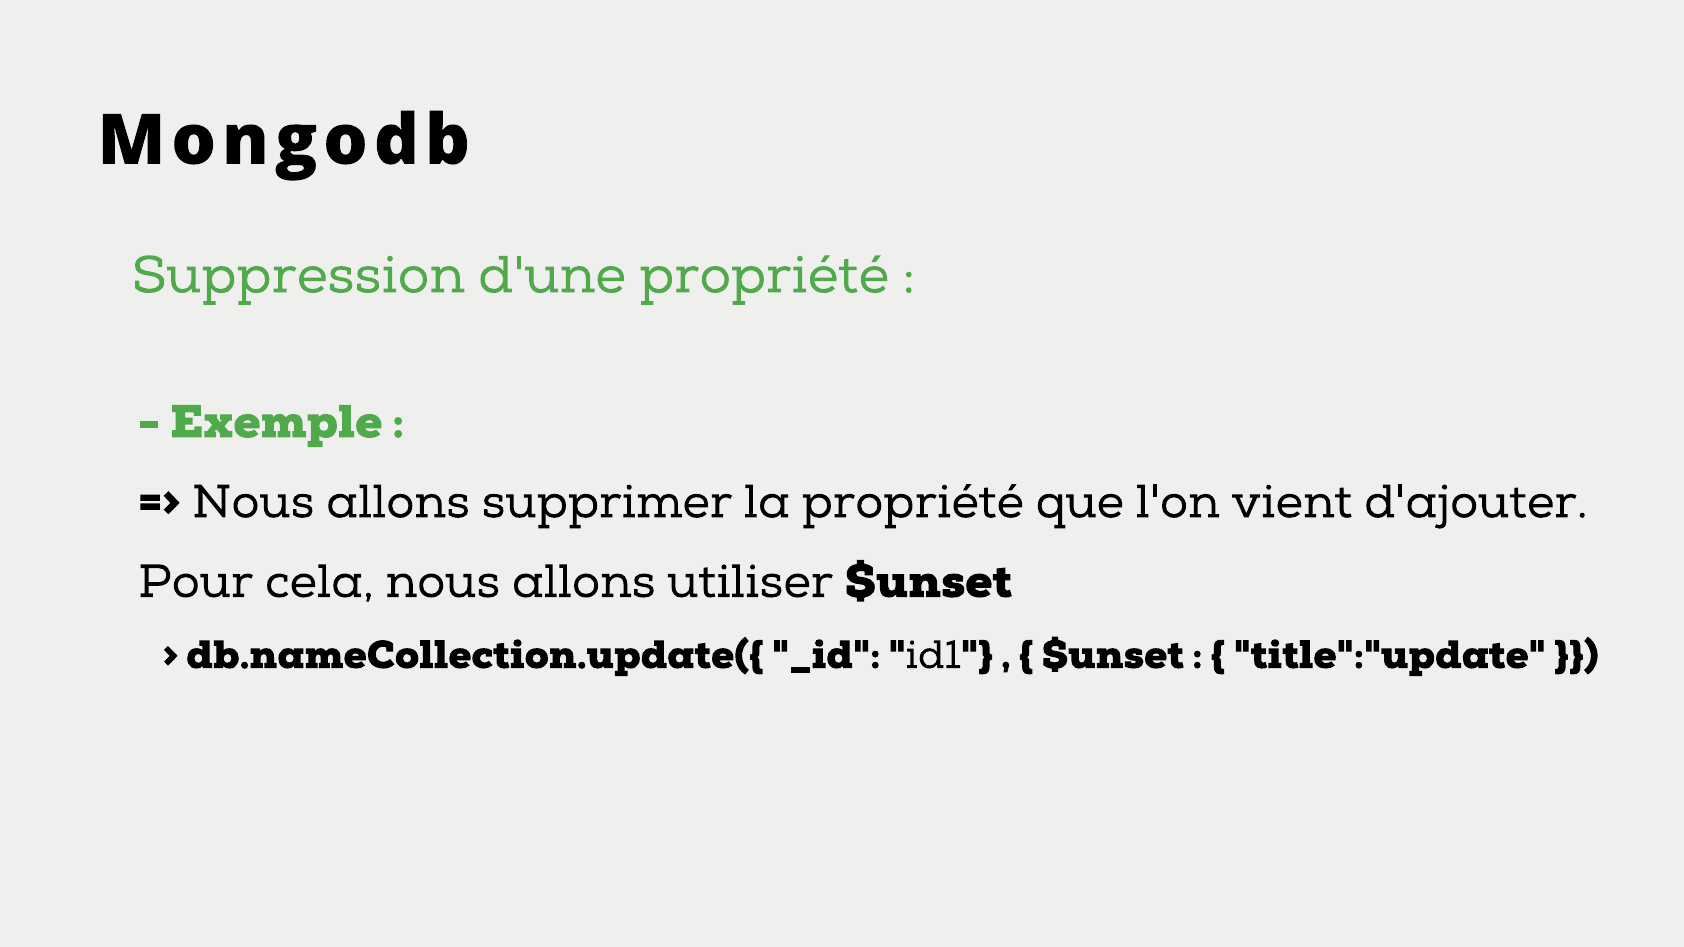 Mongodb
Suppression d'une propriété :
- Exemple :
=> Nous allons supprimer la propriété que l'on vient d'ajouter.
Pour cela, nous allons utiliser $unset
> db.nameCollection.update({ "_id": "id1"} , { $unset : { "title":"update" }})